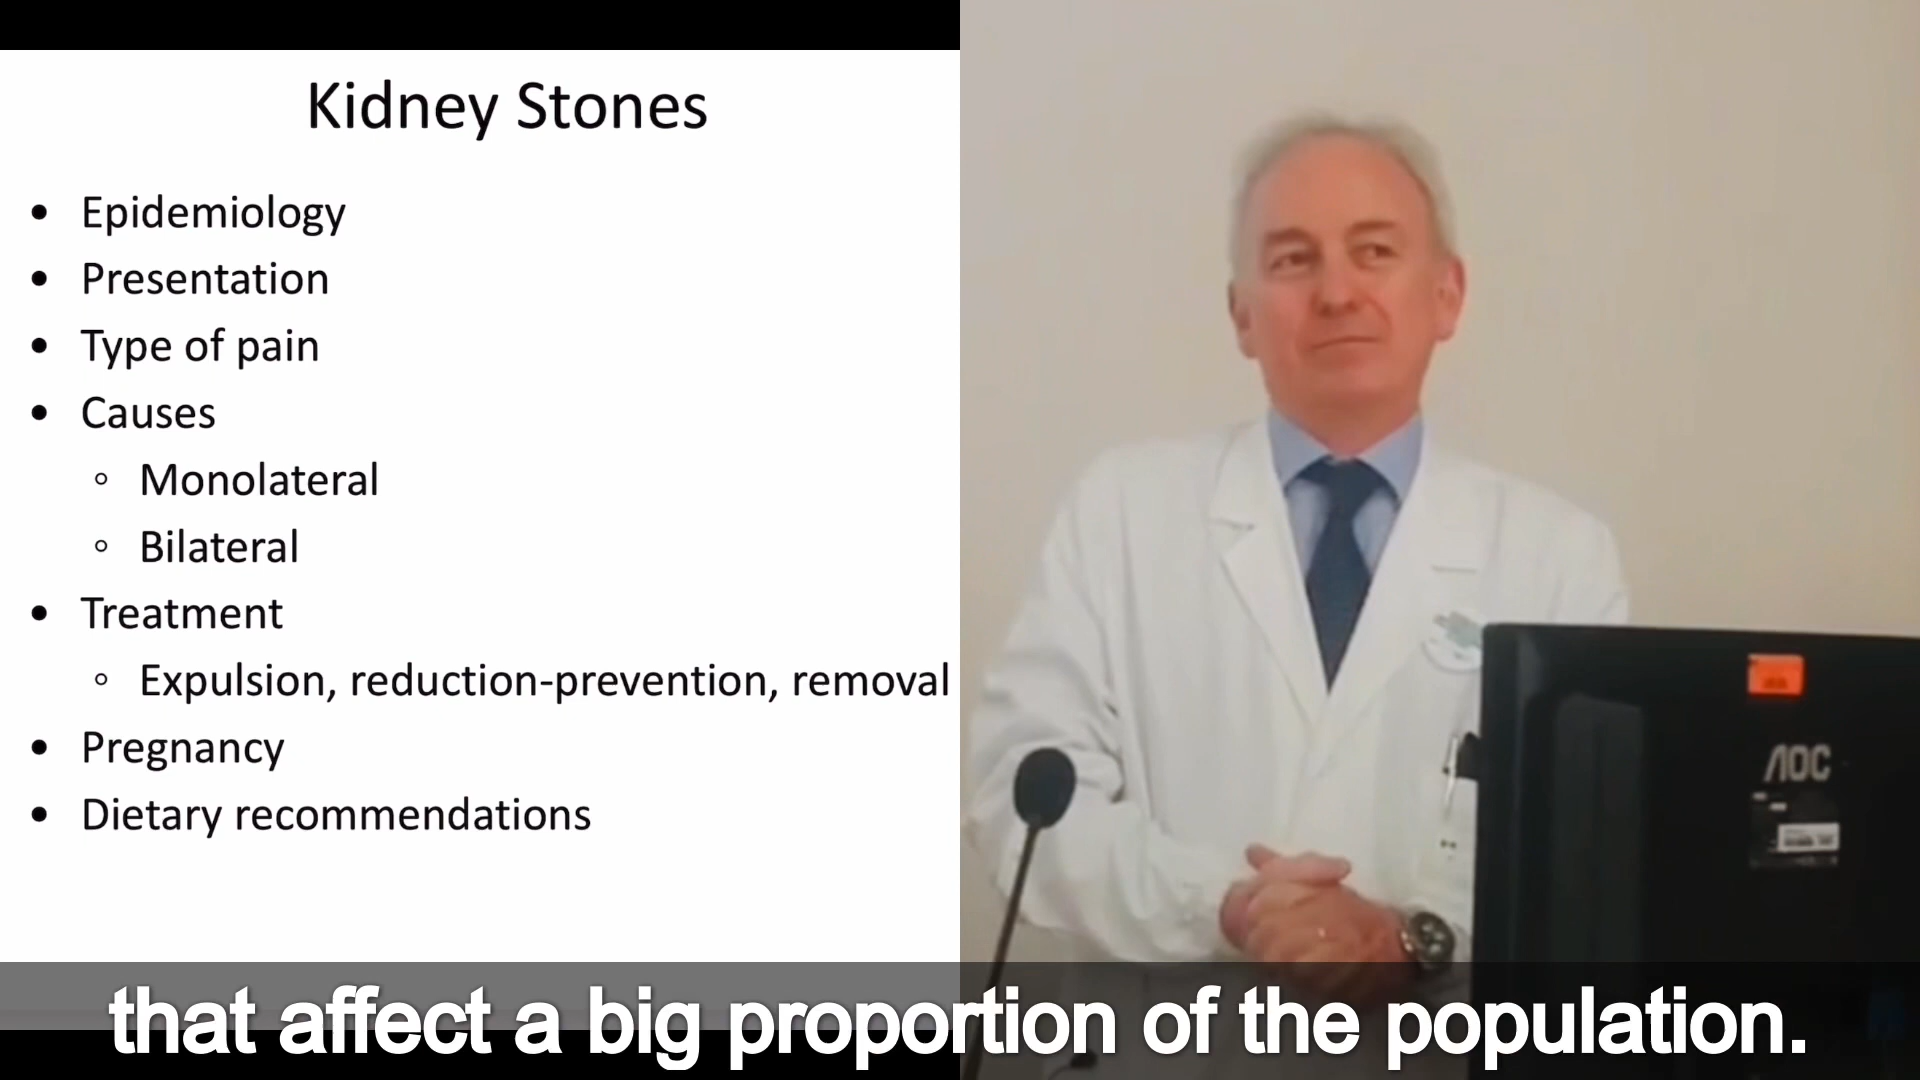 Kidney Stones
• Epidemiology
• Presentation
• Type of pain
• Causes
◦ Monolateral
◦ Bilateral
• Treatment
◦ Expulsion, reduction-prevention, removal
• Pregnancy
• Dietary recommendations
AOC
that affect a big proportion of the population.